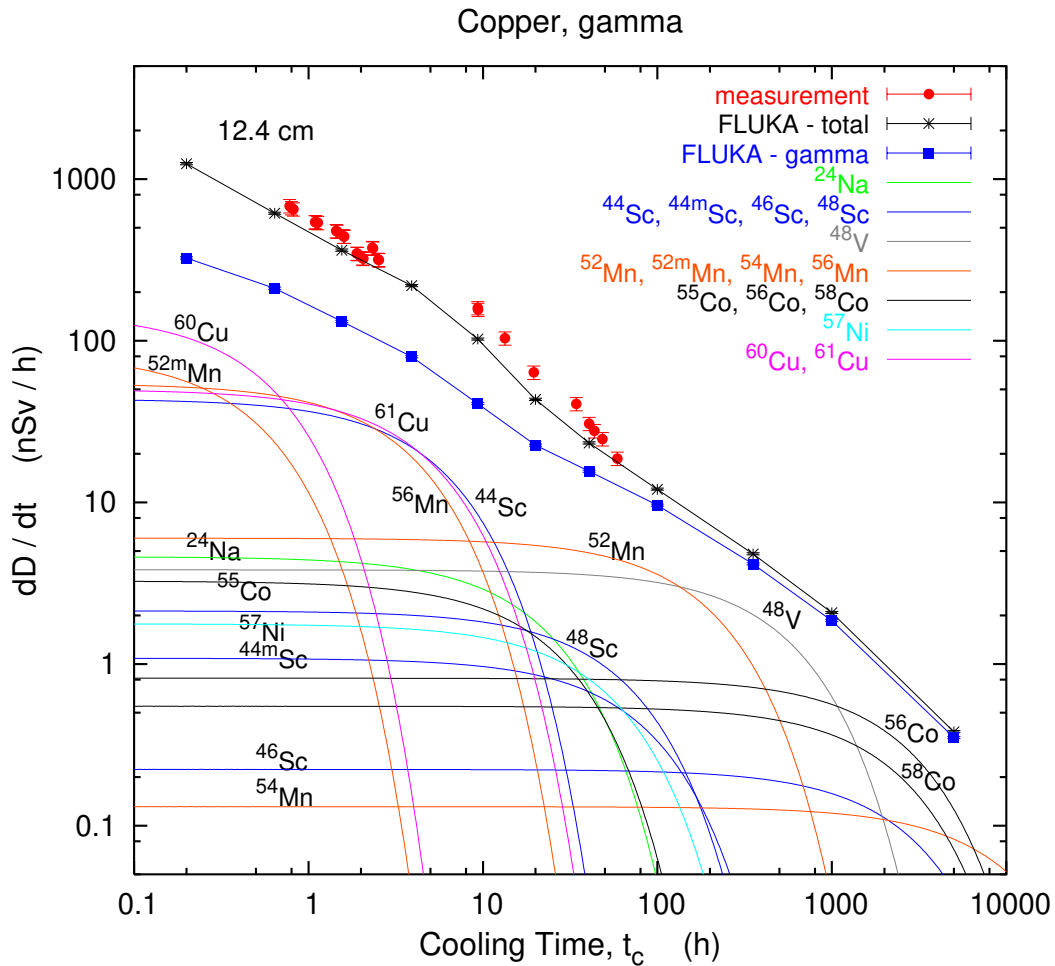 Copper, gamma
12.4 cm
measurement
FLUKA - total
FLUKA - gamma
²⁴Na
⁴⁴Sc, ⁴⁴ᵐSc, ⁴⁶Sc, ⁴⁸Sc
⁴⁸V
⁵²Mn, ⁵²ᵐMn, ⁵⁴Mn, ⁵⁶Mn
⁵⁵Co, ⁵⁶Co, ⁵⁸Co
⁵⁷Ni
⁶⁰Cu, ⁶¹Cu
1000
100
10
1
0.1
dD / dt (nSv / h)
⁶⁰Cu
⁵²ᵐMn
⁶¹Cu
⁵⁶Mn
⁴⁴Sc
²⁴Na
⁵²Mn
⁵⁵Co
⁵⁷Ni
⁴⁸Sc
⁴⁸V
⁴⁴ᵐSc
⁵⁶Co
⁴⁶Sc
⁵⁸Co
⁵⁴Mn
0.1 1 10 100 1000 10000
Cooling Time, t_c (h)